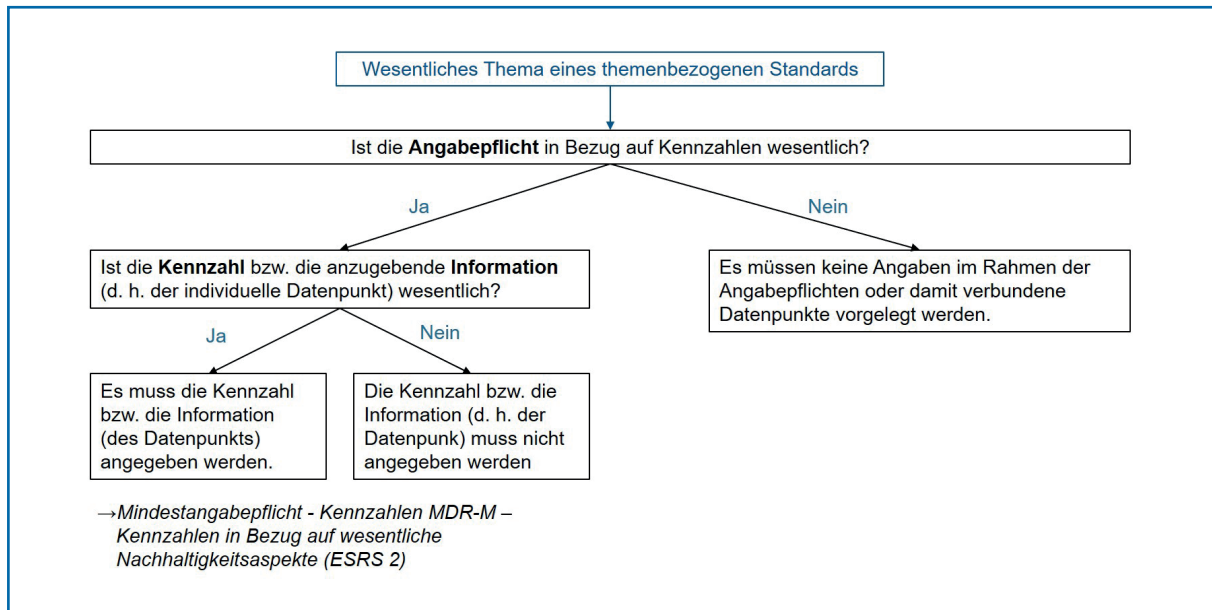 Wesentliches Thema eines themenbezogenen Standards
Ist die Angabepflicht in Bezug auf Kennzahlen wesentlich?
Ja
Nein
Ist die Kennzahl bzw. die anzugebende Information
(d. h. der individuelle Datenpunkt) wesentlich?
Es müssen keine Angaben im Rahmen der
Angabepflichten oder damit verbundene
Datenpunkte vorgelegt werden.
Ja
Nein
Es muss die Kennzahl
bzw. die Information
(des Datenpunkts)
angegeben werden.
Die Kennzahl bzw. die
Information (d. h. der
Datenpunk) muss nicht
angegeben werden
→Mindestangabepflicht - Kennzahlen MDR-M –
Kennzahlen in Bezug auf wesentliche
Nachhaltigkeitsaspekte (ESRS 2)